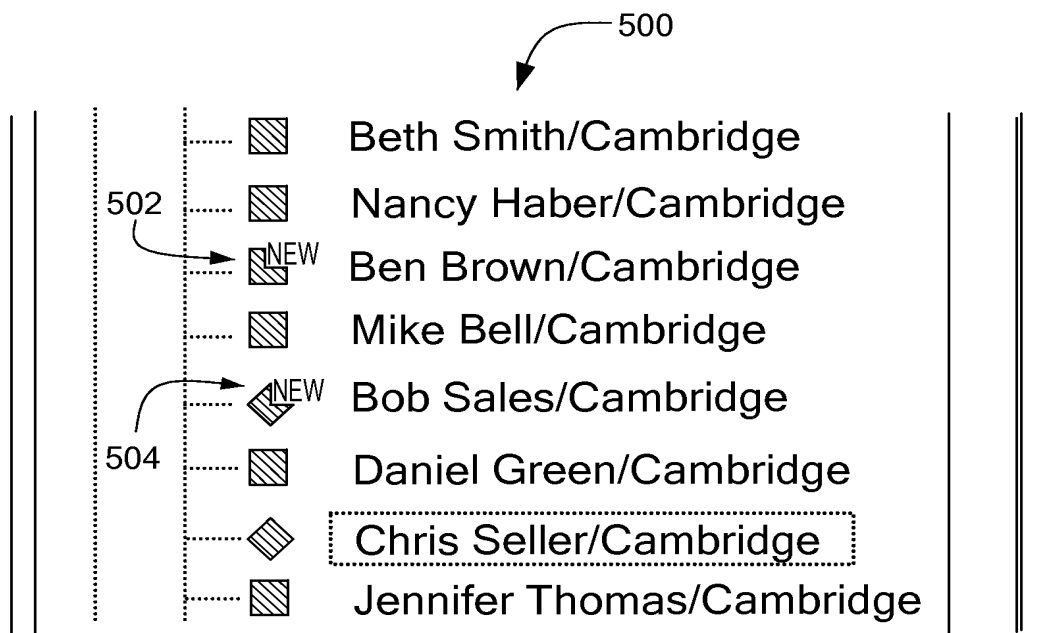 500
Beth Smith/Cambridge
502 Nancy Haber/Cambridge
NEW Ben Brown/Cambridge
Mike Bell/Cambridge
NEW Bob Sales/Cambridge
504 Daniel Green/Cambridge
Chris Seller/Cambridge
Jennifer Thomas/Cambridge